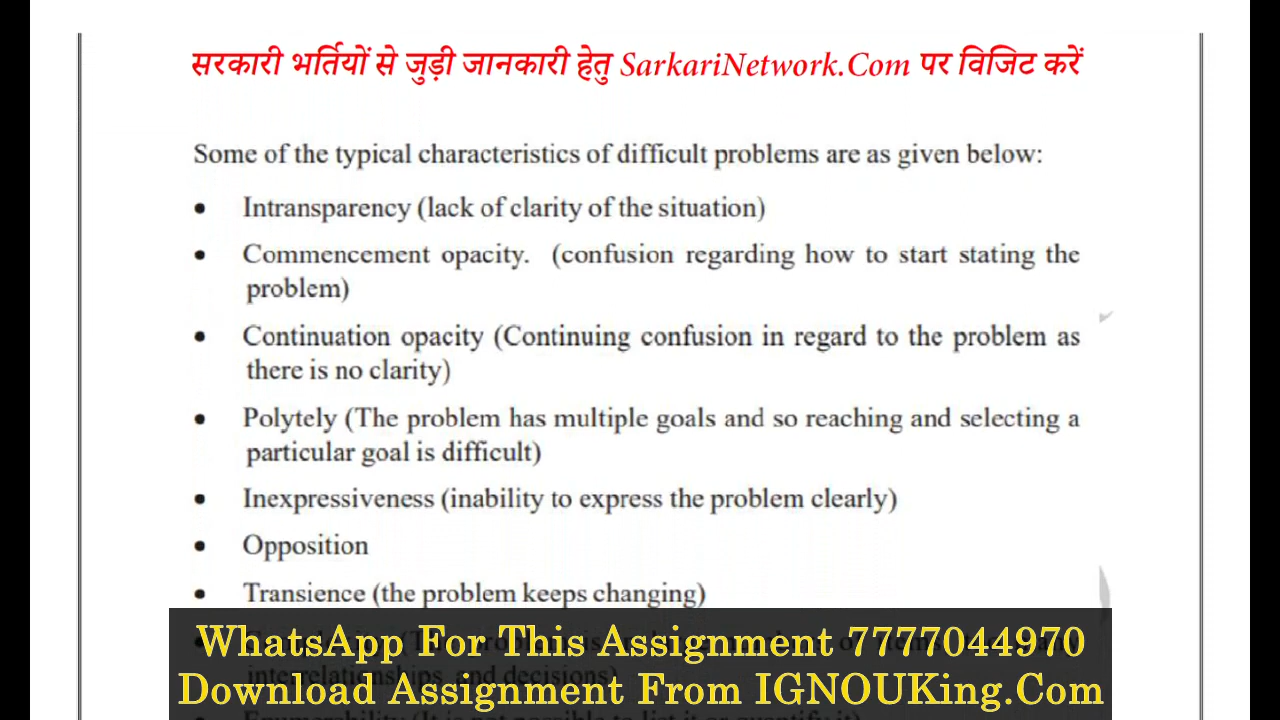 सरकारी भर्तियों से जुड़ी जानकारी हेतु SarkariNetwork.Com पर विजिट करें
Some of the typical characteristics of difficult problems are as given below:
• Intransparency (lack of clarity of the situation)
• Commencement opacity. (confusion regarding how to start stating the
problem)
• Continuation opacity (Continuing confusion in regard to the problem as
there is no clarity)
• Polytely (The problem has multiple goals and so reaching and selecting a
particular goal is difficult)
• Inexpressiveness (inability to express the problem clearly)
• Opposition
• Transience (the problem keeps changing)
WhatsApp For This Assignment 7777044970
interrelationships, and decisions)
Download Assignment From IGNOUKing.Com